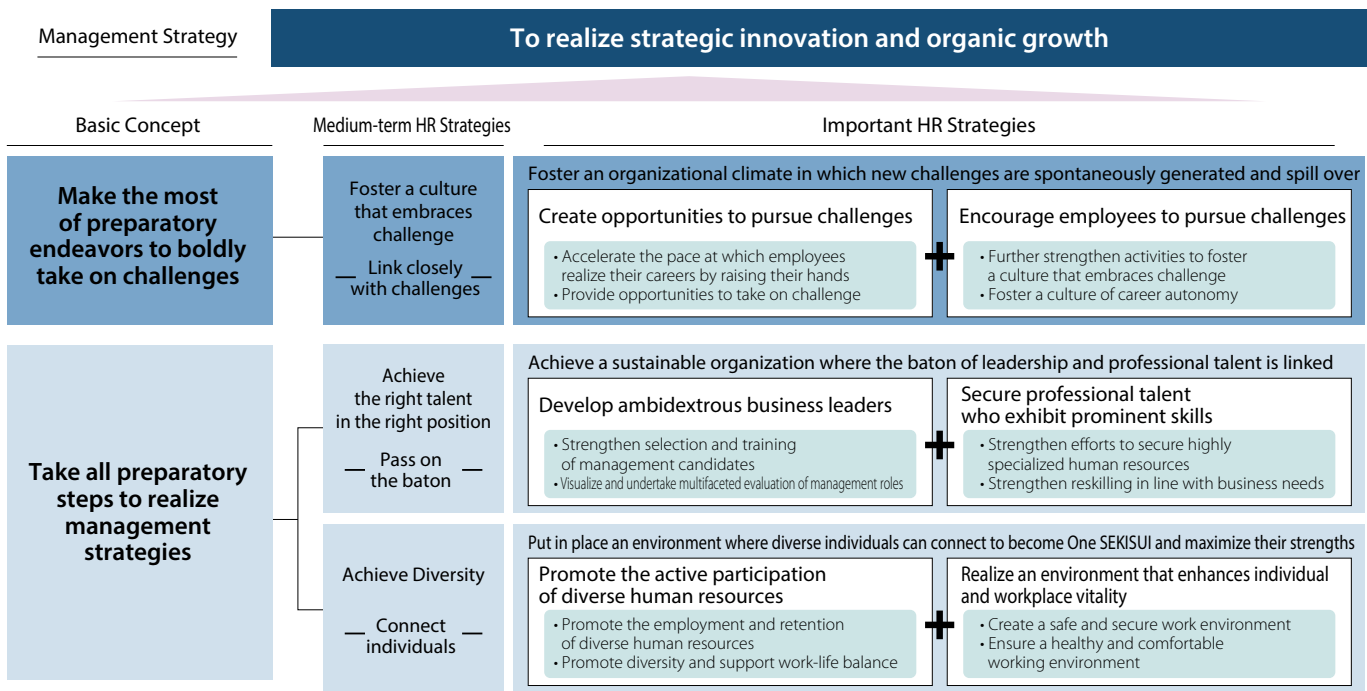 Management Strategy
To realize strategic innovation and organic growth
Basic Concept
Medium-term HR Strategies
Important HR Strategies
Make the most
of preparatory
endeavors to boldly
take on challenges
Foster a culture
that embraces
challenge
Link closely
with challenges
Foster an organizational climate in which new challenges are spontaneously generated and spill over
Create opportunities to pursue challenges
• Accelerate the pace at which employees
realize their careers by raising their hands
• Provide opportunities to take on challenge
+
Encourage employees to pursue challenges
• Further strengthen activities to foster
a culture that embraces challenge
• Foster a culture of career autonomy
Take all preparatory
steps to realize
management
strategies
Achieve
the right talent
in the right position
Pass on
the baton
Achieve a sustainable organization where the baton of leadership and professional talent is linked
Develop ambidextrous business leaders
• Strengthen selection and training
of management candidates
• Visualize and undertake multifaceted evaluation of management roles
+
Secure professional talent
who exhibit prominent skills
• Strengthen efforts to secure highly
specialized human resources
• Strengthen reskilling in line with business needs
Achieve Diversity
Connect
individuals
Put in place an environment where diverse individuals can connect to become One SEKISUI and maximize their strengths
Promote the active participation
of diverse human resources
• Promote the employment and retention
of diverse human resources
• Promote diversity and support work-life balance
+
Realize an environment that enhances individual
and workplace vitality
• Create a safe and secure work environment
• Ensure a healthy and comfortable
working environment